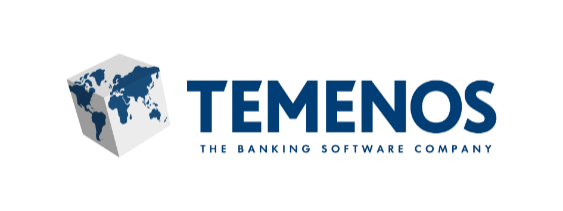 TEMENOS
THE BANKING SOFTWARE COMPANY